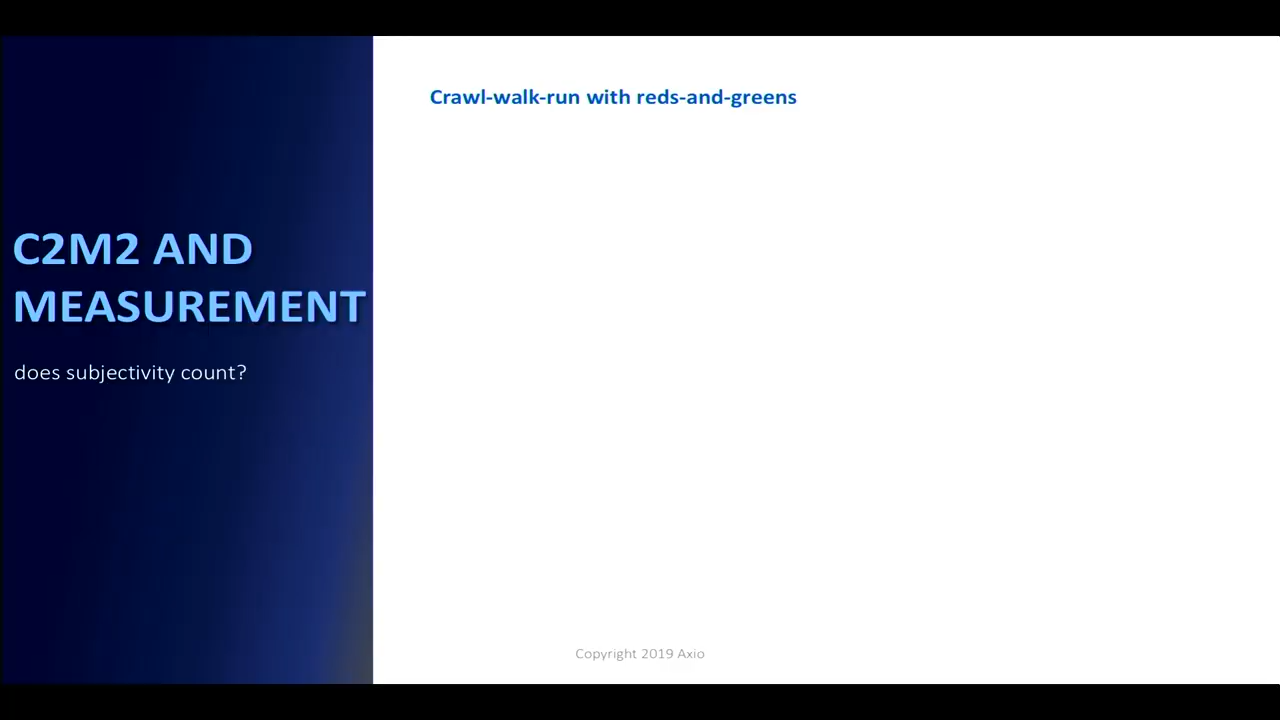 C2M2 AND
MEASUREMENT
does subjectivity count?
Crawl-walk-run with reds-and-greens
Copyright 2019 Axio